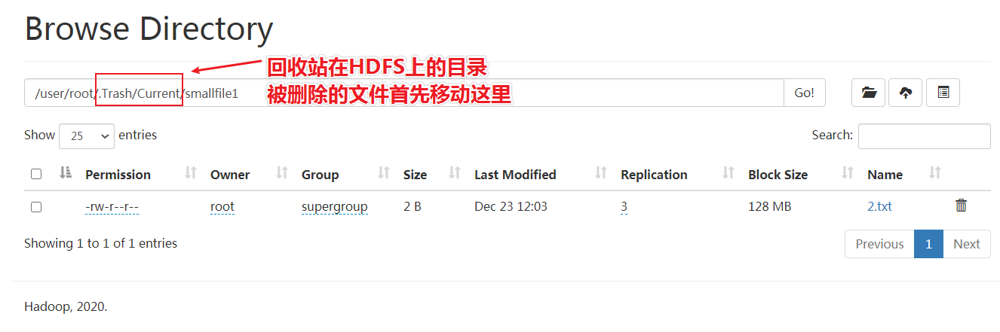 Browse Directory
回收站在HDFS上的目录
被删除的文件首先移动这里
/user/root/.Trash/Current/smallfile1
Go!
Show 25 entries
Search:
Permission Owner Group Size Last Modified Replication Block Size Name
-rw-r--r-- root supergroup 2 B Dec 23 12:03 3 128 MB 2.txt
Showing 1 to 1 of 1 entries
Previous 1 Next
Hadoop, 2020.